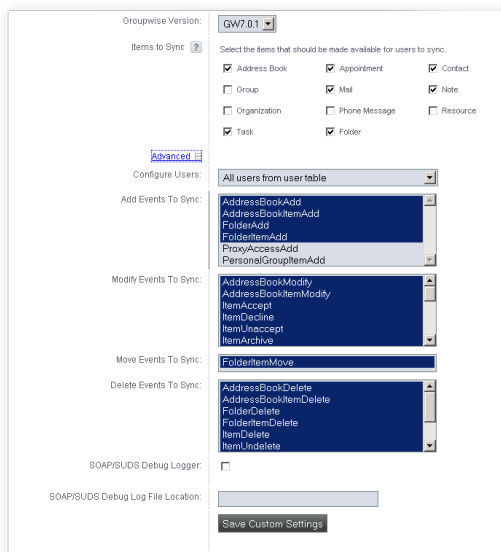 Groupwise Version: GW7.0.1
Items to Sync ? Select the items that should be made available for users to sync.
Address Book Appointment Contact
Group Mail Note
Organization Phone Message Resource
Task Folder
Advanced
Configure Users: All users from user table
Add Events To Sync: AddressBookAdd
AddressBookItemAdd
FolderAdd
FolderItemAdd
ProxyAccessAdd
PersonalGroupItemAdd
Modify Events To Sync: AddressBookModify
AddressBookItemModify
ItemAccept
ItemDecline
ItemUnaccept
ItemArchive
Move Events To Sync: FolderItemMove
Delete Events To Sync: AddressBookDelete
AddressBookItemDelete
FolderDelete
FolderItemDelete
ItemDelete
ItemUndelete
SOAP/SUDS Debug Logger:
SOAP/SUDS Debug Log File Location:
Save Custom Settings